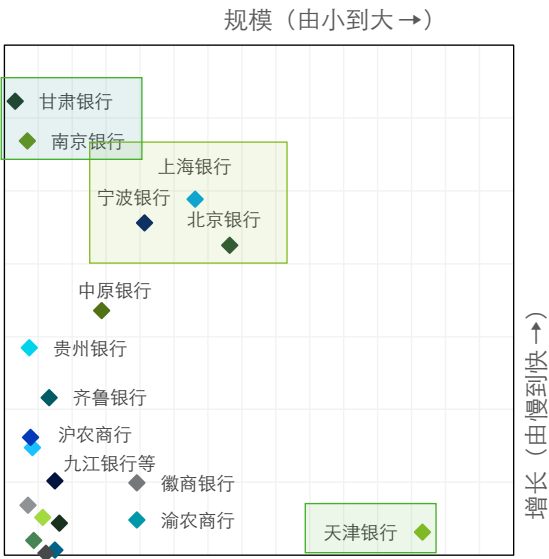 规模（由小到大→）
甘肃银行
南京银行
上海银行
宁波银行
北京银行
中原银行
贵州银行
齐鲁银行
沪农商行
九江银行等
徽商银行
渝农商行
天津银行
增长（由慢到快→）